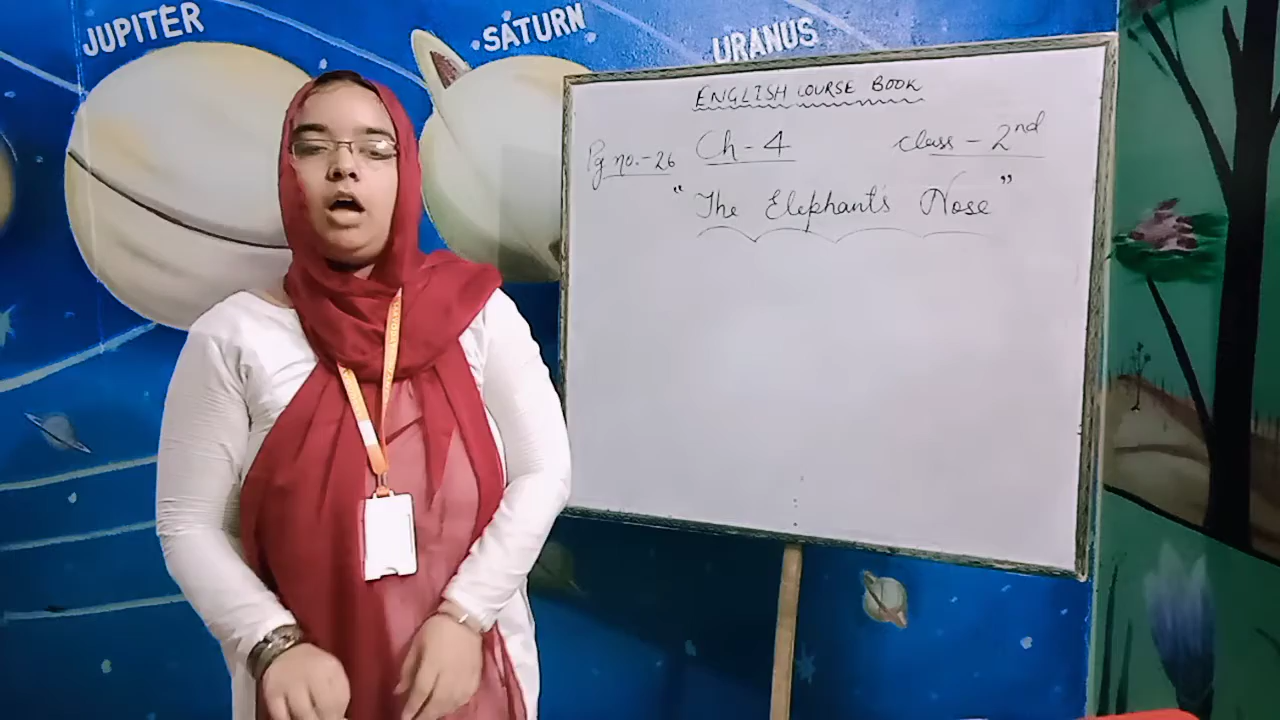 JUPITER
SATURN
URANUS
ENGLISH COURSE BOOK
Pg no.-26 Ch-4 Class-2nd
"The Elephant's Nose"